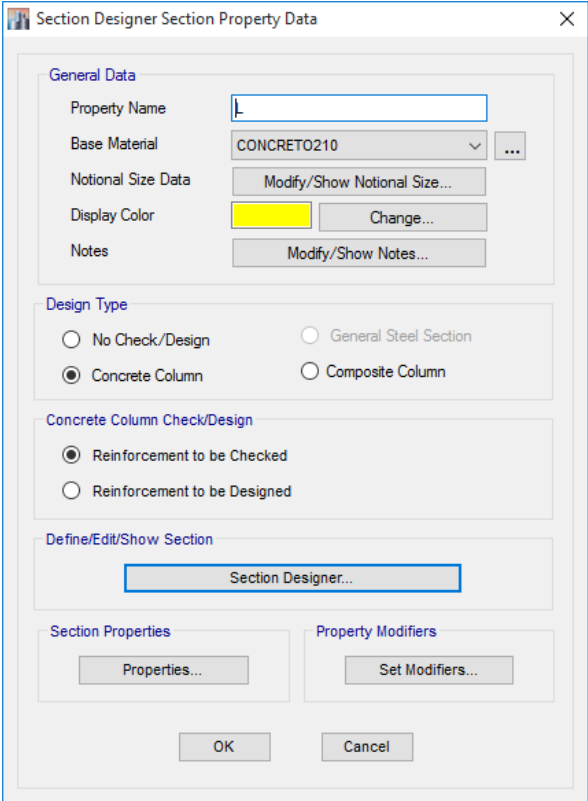 Section Designer Section Property Data
General Data
Property Name L
Base Material CONCRETO210 ...
Notional Size Data Modify/Show Notional Size...
Display Color Change...
Notes Modify/Show Notes...
Design Type
No Check/Design General Steel Section
Concrete Column Composite Column
Concrete Column Check/Design
Reinforcement to be Checked
Reinforcement to be Designed
Define/Edit/Show Section
Section Designer...
Section Properties Property Modifiers
Properties... Set Modifiers...
OK Cancel